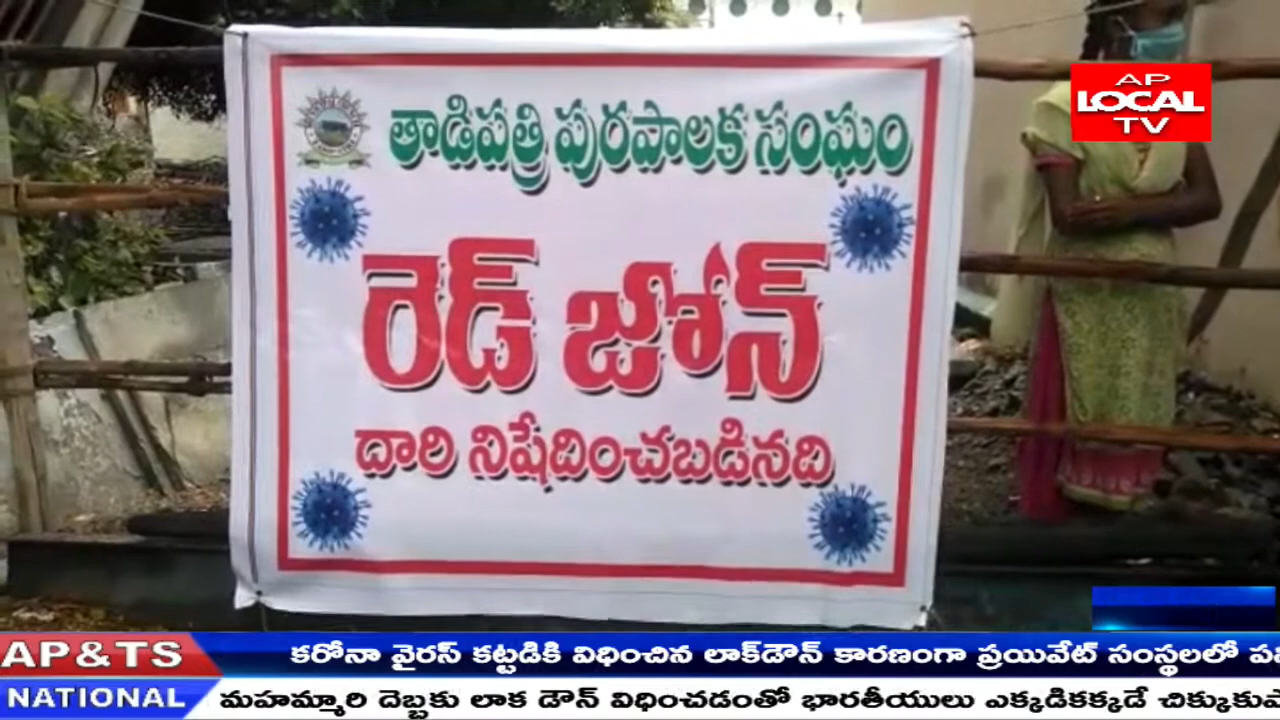 తాడిపత్రి పురపాలక సంఘం
రెడ్ జోన్
దారి నిషేదించబడినది
AP
LOCAL
TV
AP&TS
కరోనా వైరస్ కట్టడికి విధించిన లాక్‌డౌన్ కారణంగా ప్రయివేట్ సంస్థలలో
NATIONAL
మహమ్మారి దెబ్బకు లాక డౌన్ విధించడంతో భారతీయులు ఎక్కడికక్కడే